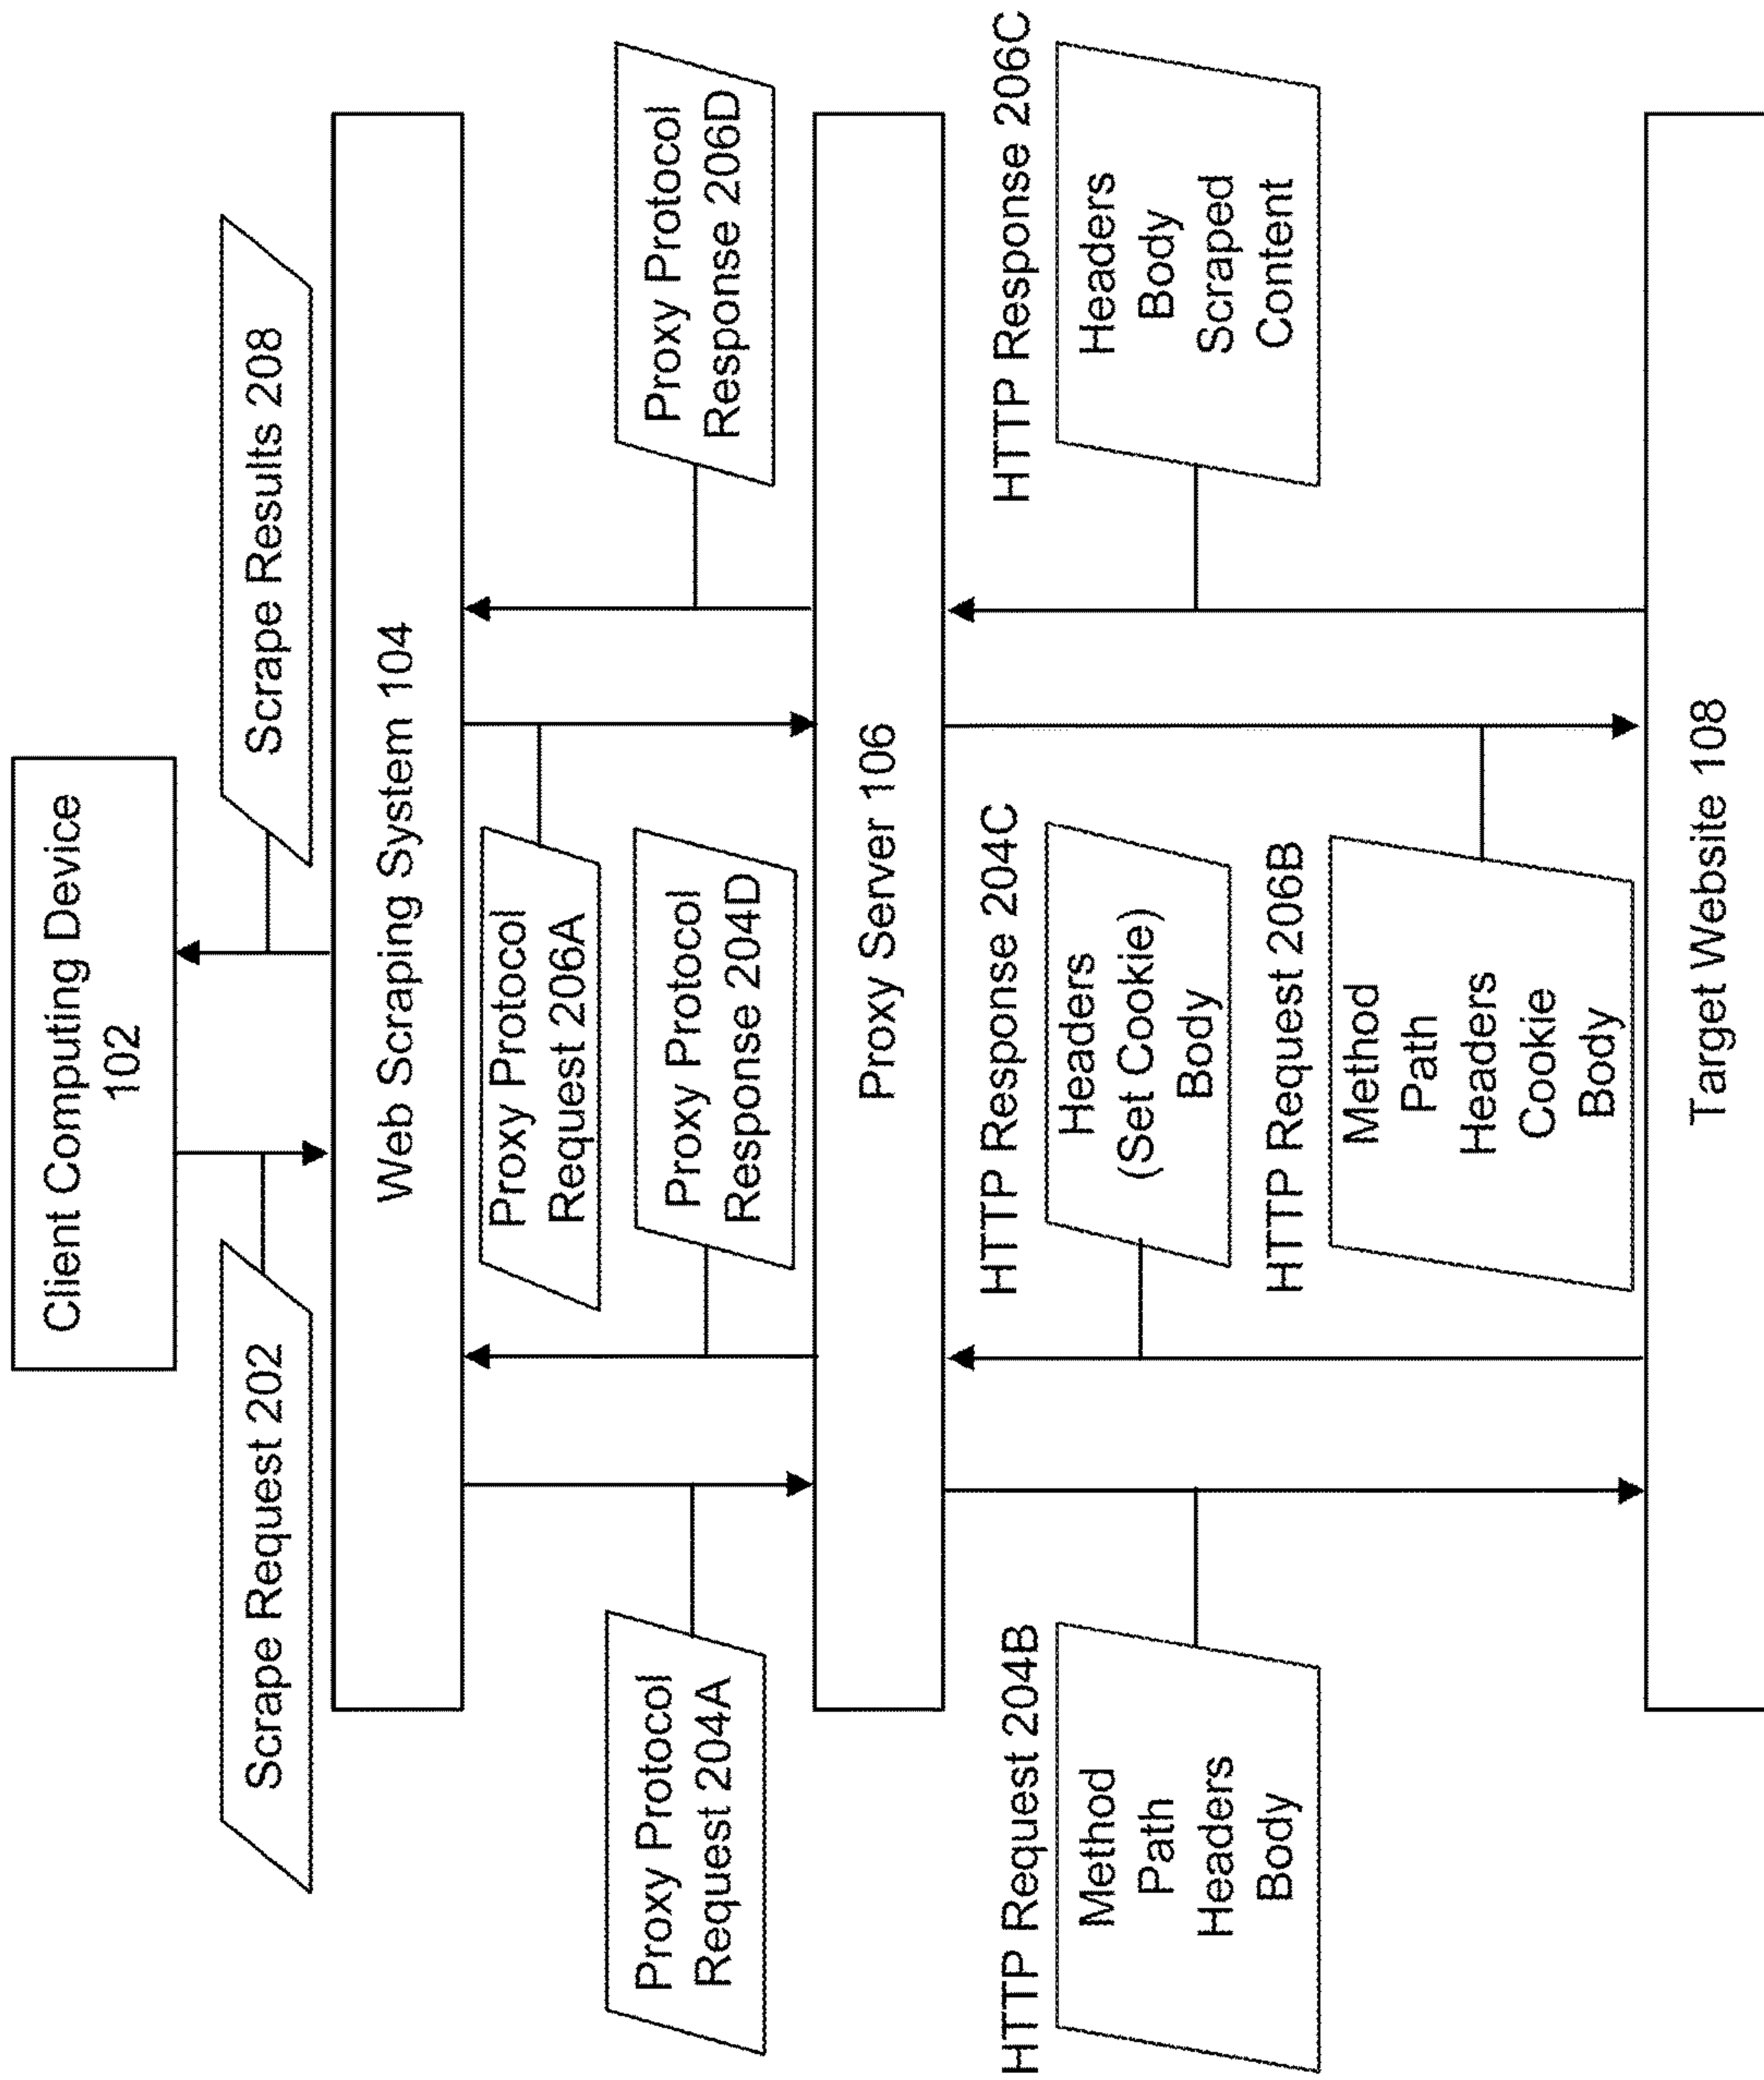 Client Computing Device
102
Scrape Request 202
Scrape Results 208
Web Scraping System 104
Proxy Protocol
Request 204A
Proxy Protocol
Request 206A
Proxy Protocol
Response 204D
Proxy Protocol
Response 206D
Proxy Server 106
HTTP Request 204B
Method
Path
Headers
Body
HTTP Response 204C
Headers
(Set Cookie)
Body
HTTP Request 206B
Method
Path
Headers
Cookie
Body
HTTP Response 206C
Headers
Body
Scraped
Content
Target Website 108